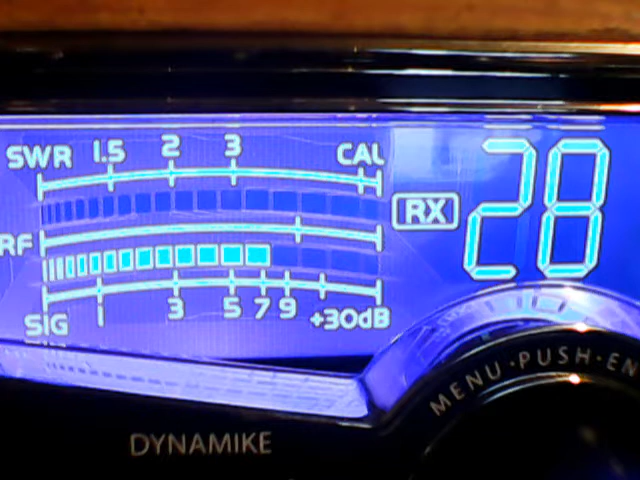 SWR 1.5 2 3 CAL
RX 28
RF
1 3 5 7 9 +30dB
SIG
MENU·PUSH·EN
DYNAMIKE